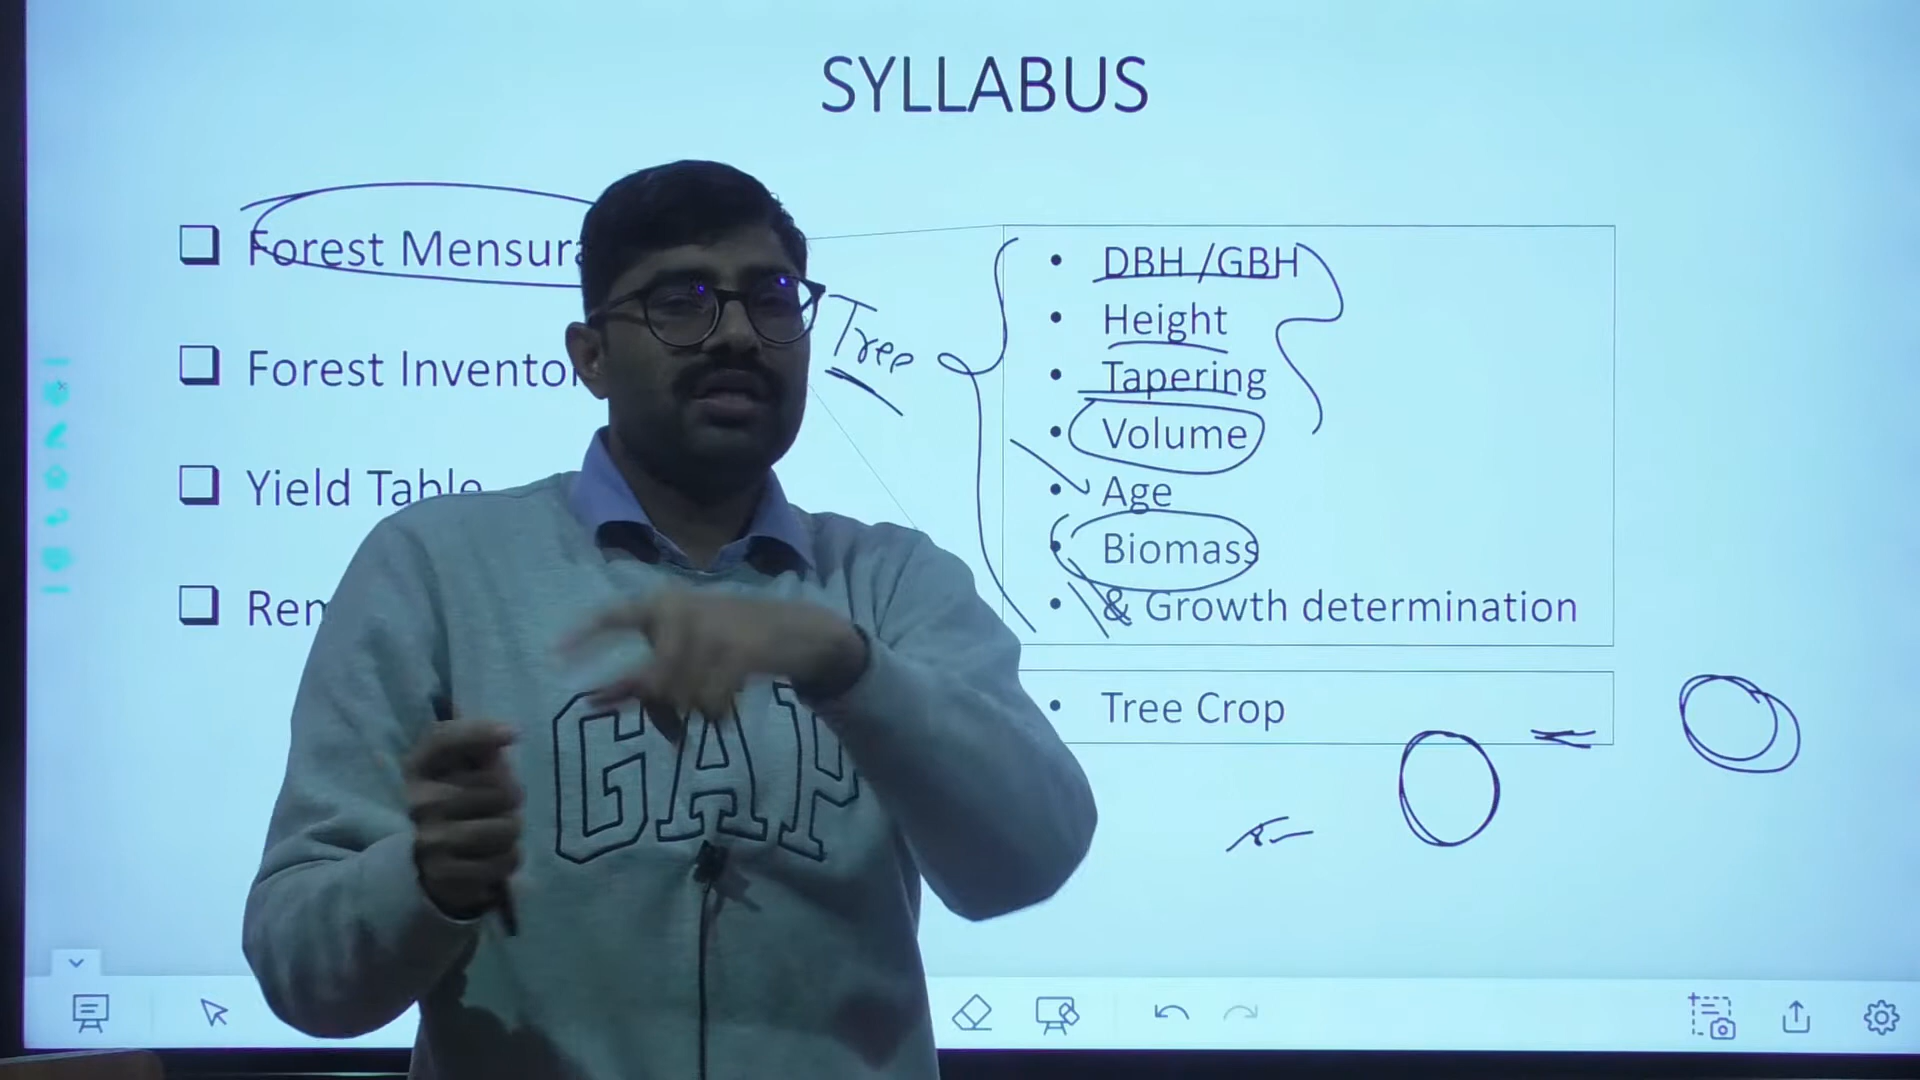 SYLLABUS
Forest Mensura
Forest Invento
Yield Table
Rem
Tree
DBH /GBH
Height
Tapering
Volume
Age
Biomass
& Growth determination
Tree Crop
GAP